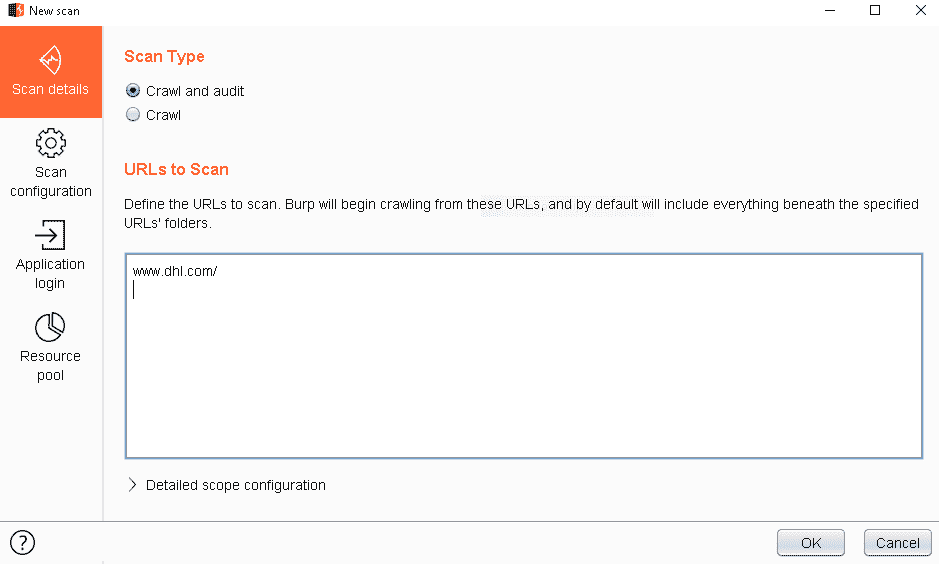 New scan
Scan details
Scan
configuration
Application
login
Resource
pool
Scan Type
Crawl and audit
Crawl
URLs to Scan
Define the URLs to scan. Burp will begin crawling from these URLs, and by default will include everything beneath the specified
URLs' folders.
www.dhl.com/
Detailed scope configuration
?
OK
Cancel